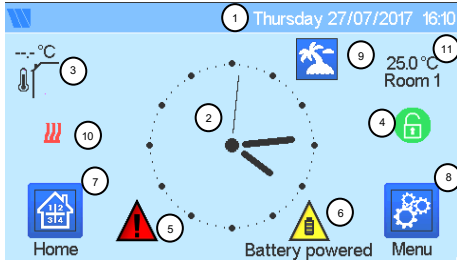 1 Thursday 27/07/2017 16:10
--.- °C
3
9
11
25.0 °C
Room 1
2
4
10
7
8
1 2
3 4
5
6
Home
Battery powered
Menu